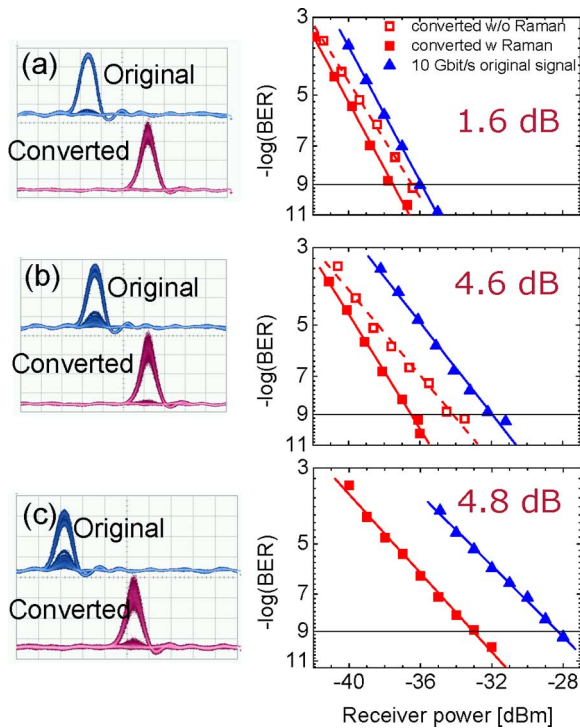 (a)
Original
Converted
3
5
7
9
11
-log(BER)
converted w/o Raman
converted w Raman
10 Gbit/s original signal
1.6 dB
(b)
Original
Converted
3
5
7
9
11
-log(BER)
4.6 dB
(c)
Original
Converted
3
5
7
9
11
-log(BER)
4.8 dB
-40 -36 -32 -28
Receiver power [dBm]